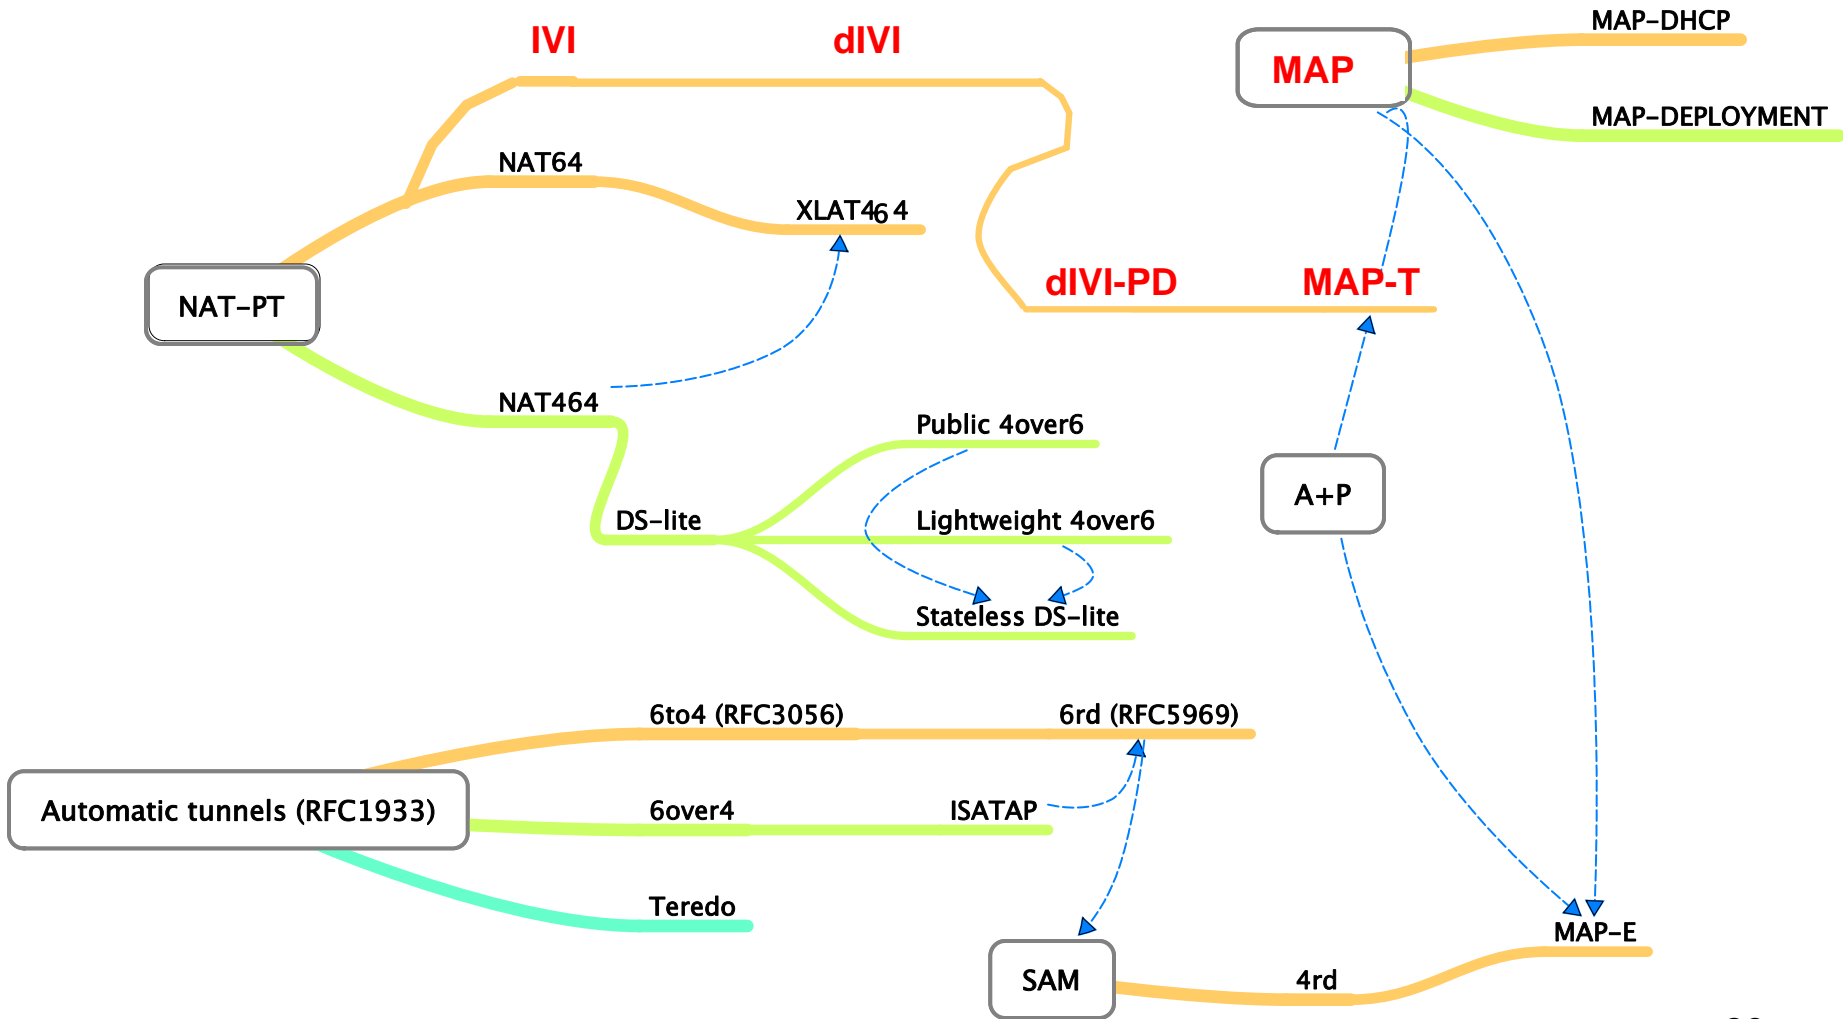 IVI
dIVI
MAP
MAP-DHCP
MAP-DEPLOYMENT
NAT64
XLAT464
NAT-PT
dIVI-PD
MAP-T
NAT464
Public 4over6
DS-lite
Lightweight 4over6
A+P
Stateless DS-lite
6to4 (RFC3056)
6rd (RFC5969)
Automatic tunnels (RFC1933)
6over4
ISATAP
Teredo
MAP-E
SAM
4rd